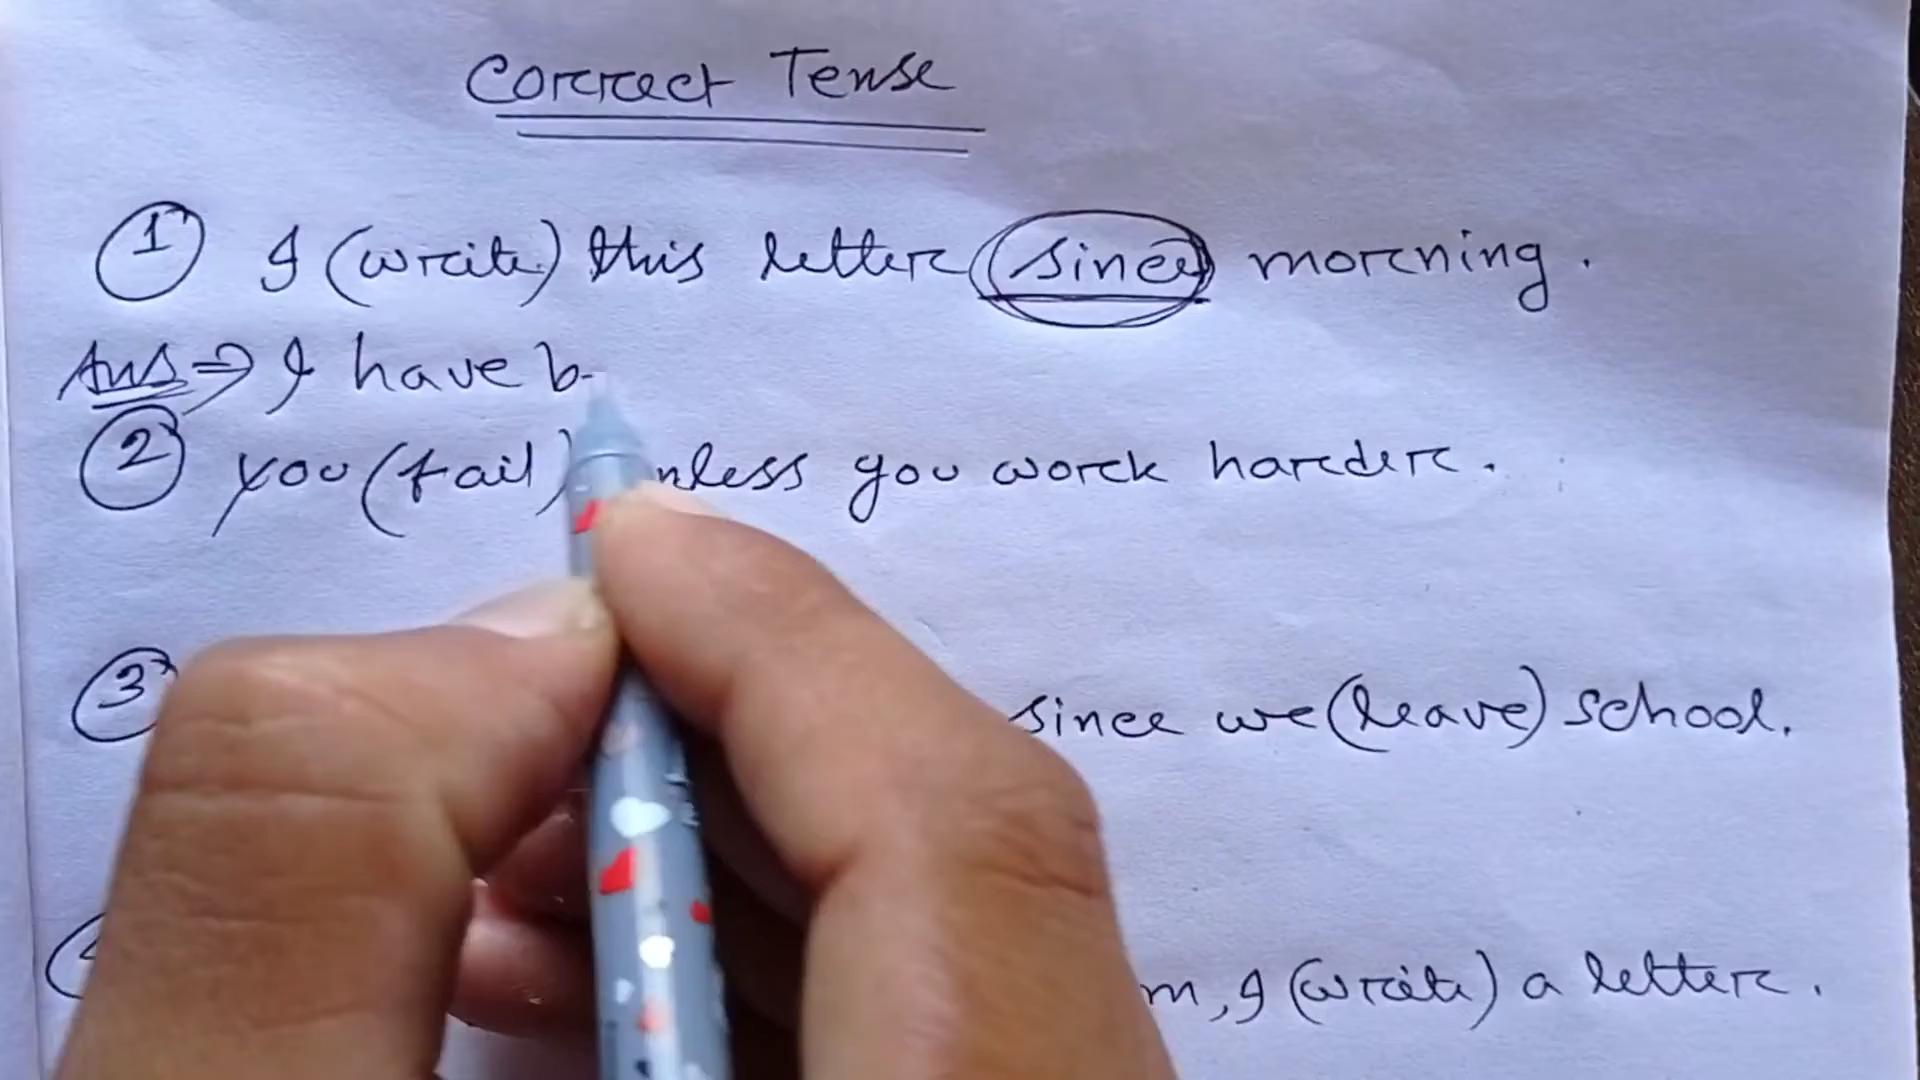 Correct Tense
1 I (write) this letter since morning.
Ans⇒ I have b
2 you (fail) unless you work harder.
3 since we (leave) school.
I (write) a letter.